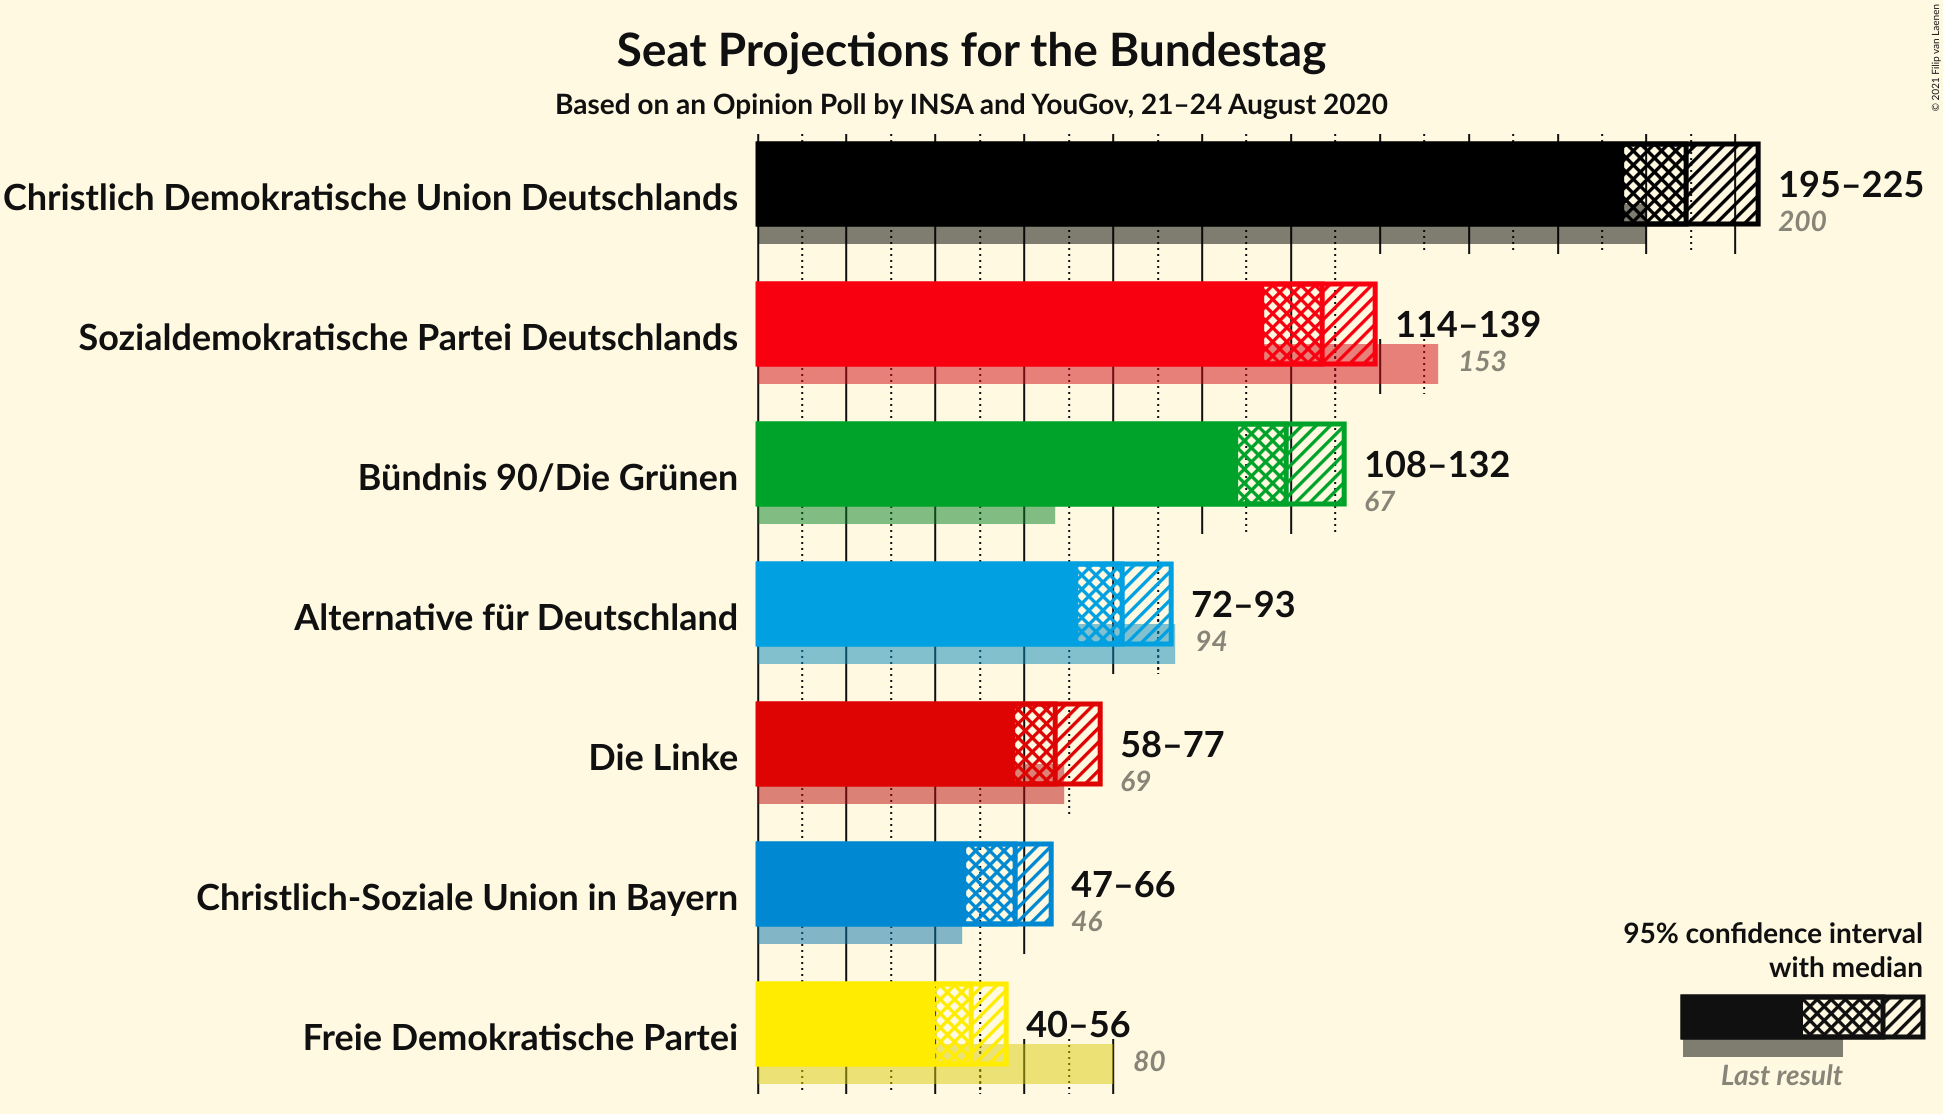 Seat Projections for the Bundestag
Based on an Opinion Poll by INSA and YouGov, 21–24 August 2020
© 2021 Filip van Laenen
Christlich Demokratische Union Deutschlands
195–225
200
Sozialdemokratische Partei Deutschlands
114–139
153
Bündnis 90/Die Grünen
108–132
67
Alternative für Deutschland
72–93
94
Die Linke
58–77
69
Christlich-Soziale Union in Bayern
47–66
46
Freie Demokratische Partei
40–56
80
95% confidence interval
with median
Last result